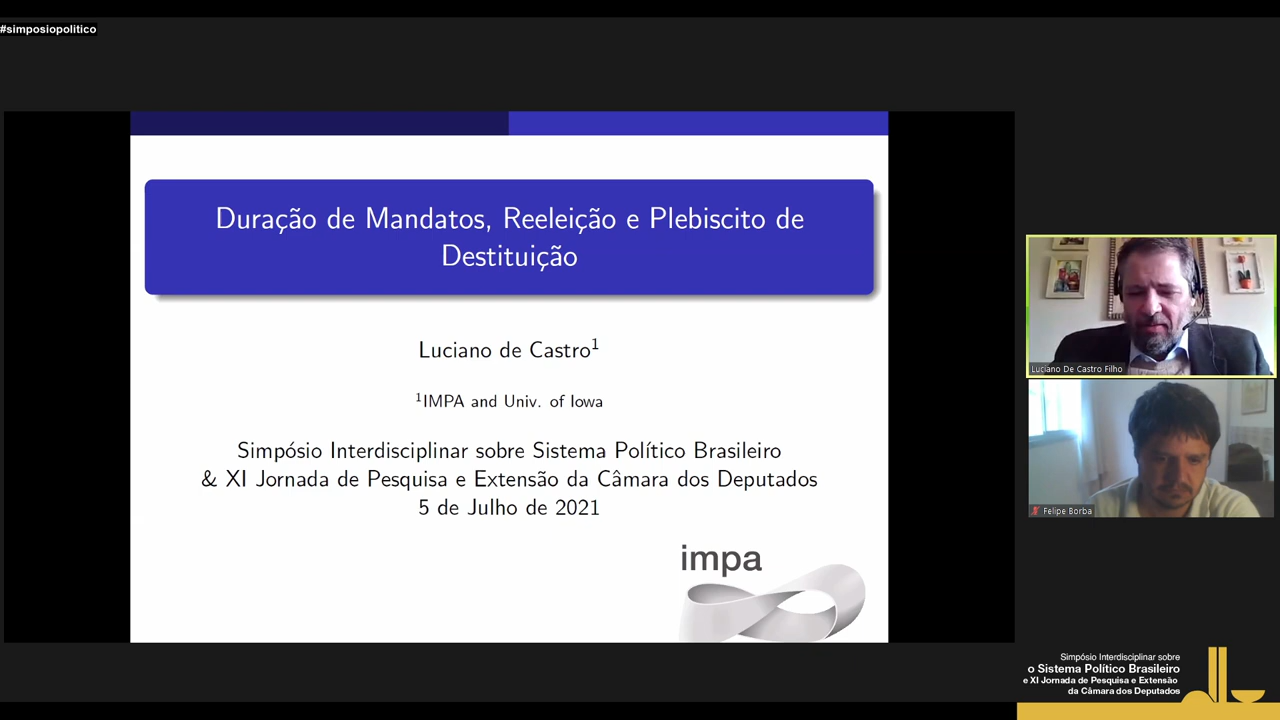 #simposiopolitico
Duração de Mandatos, Reeleição e Plebiscito de
Destituição
Luciano de Castro¹
¹IMPA and Univ. of Iowa
Simpósio Interdisciplinar sobre Sistema Político Brasileiro
& XI Jornada de Pesquisa e Extensão da Câmara dos Deputados
5 de Julho de 2021
impa
Luciano De Castro Filho
Felipe Borba
Simpósio Interdisciplinar sobre
o Sistema Político Brasileiro
e XI Jornada de Pesquisa e Extensão
da Câmara dos Deputados